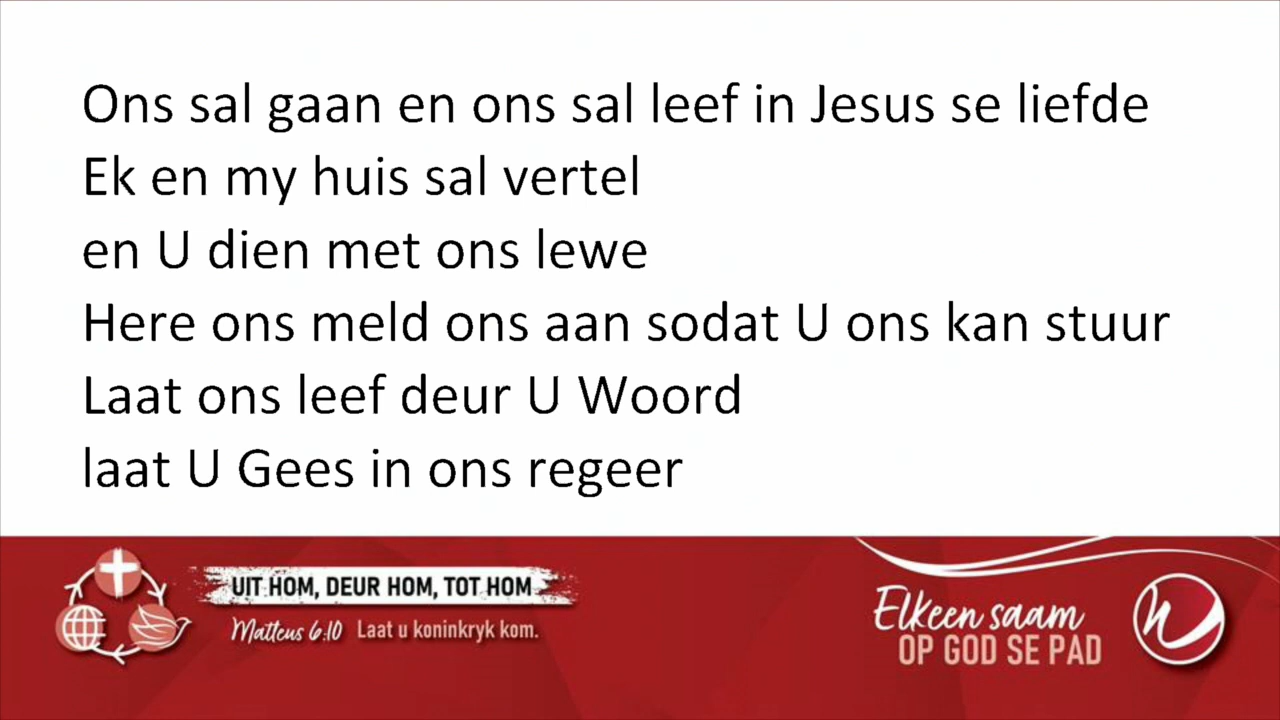 Ons sal gaan en ons sal leef in Jesus se liefde
Ek en my huis sal vertel
en U dien met ons lewe
Here ons meld ons aan sodat U ons kan stuur
Laat ons leef deur U Woord
laat U Gees in ons regeer
UIT HOM, DEUR HOM, TOT HOM
Matteus 6:10 Laat u koninkryk kom.
Elkeen saam
OP GOD SE PAD